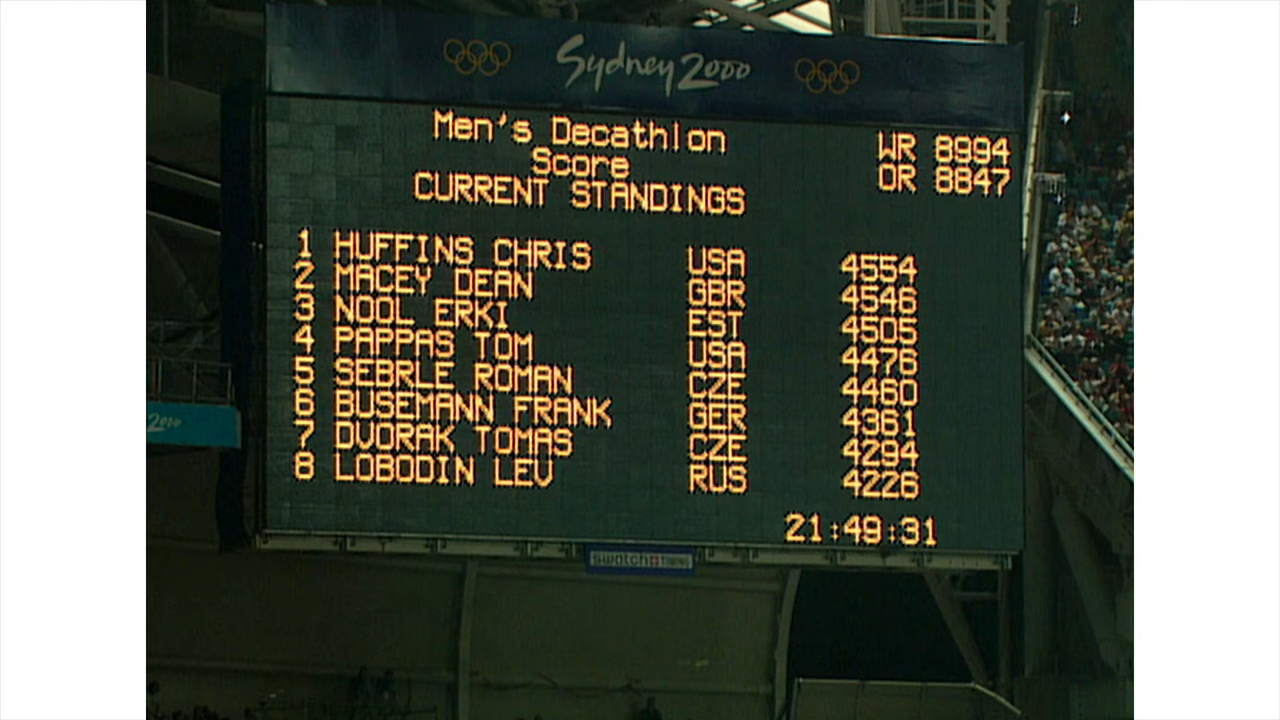 Sydney 2000
Men's Decathlon
Score
CURRENT STANDINGS
WR 8994
OR 8847
1 HUFFINS CHRIS USA 4554
2 MACEY DEAN GBR 4546
3 NOOL ERKI EST 4505
4 PAPPAS TOM USA 4476
5 SEBRLE ROMAN CZE 4460
6 BUSEMANN FRANK GER 4361
7 DVORAK TOMAS CZE 4294
8 LOBODIN LEV RUS 4226
21:49:31
swatch TIMING
2000